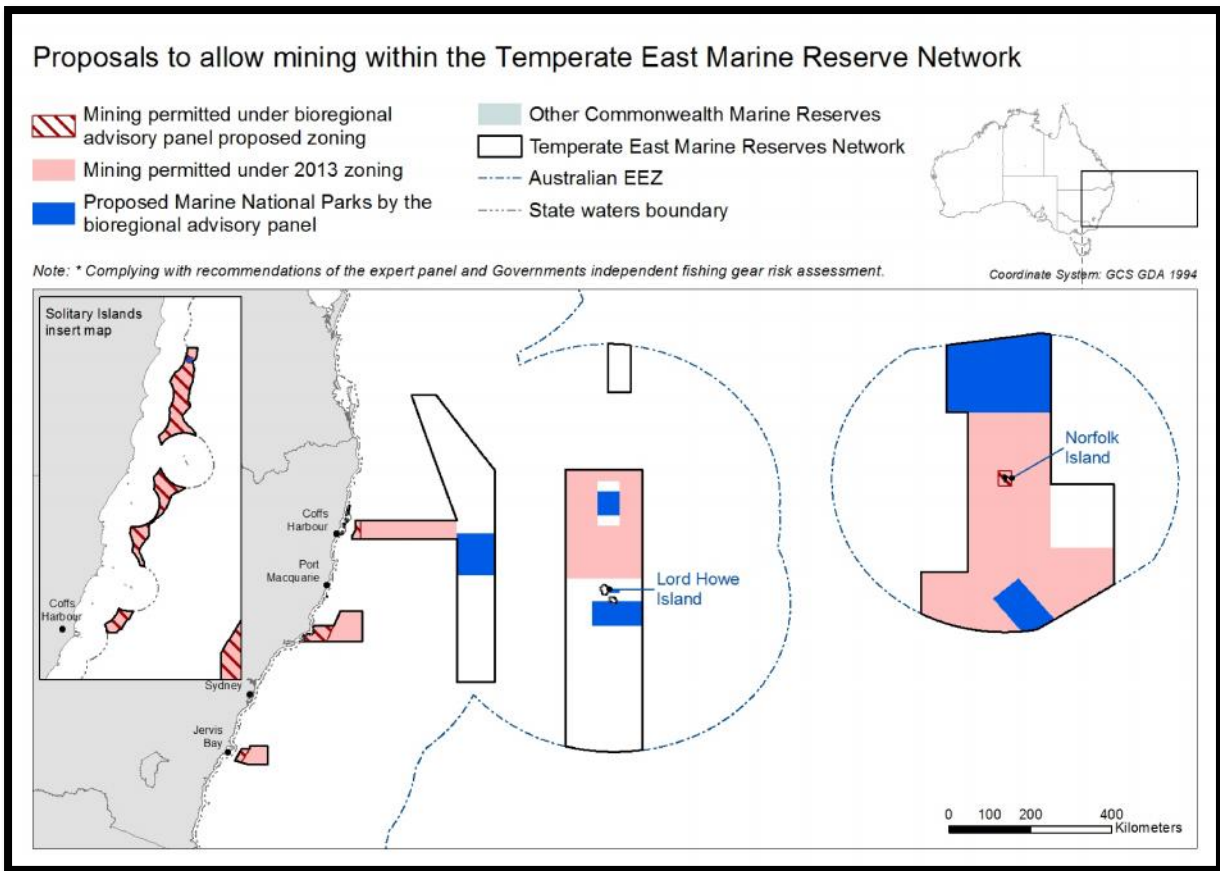 Proposals to allow mining within the Temperate East Marine Reserve Network
Mining permitted under bioregional
advisory panel proposed zoning
Mining permitted under 2013 zoning
Proposed Marine National Parks by the
bioregional advisory panel
Other Commonwealth Marine Reserves
Temperate East Marine Reserves Network
Australian EEZ
State waters boundary
Note: * Complying with recommendations of the expert panel and Governments independent fishing gear risk assessment.
Coordinate System: GCS GDA 1994
Solitary Islands
insert map
Coffs
Harbour
Coffs
Harbour
Port
Macquarie
Sydney
Jervis
Bay
Lord Howe
Island
Norfolk
Island
0 100 200 400
Kilometers